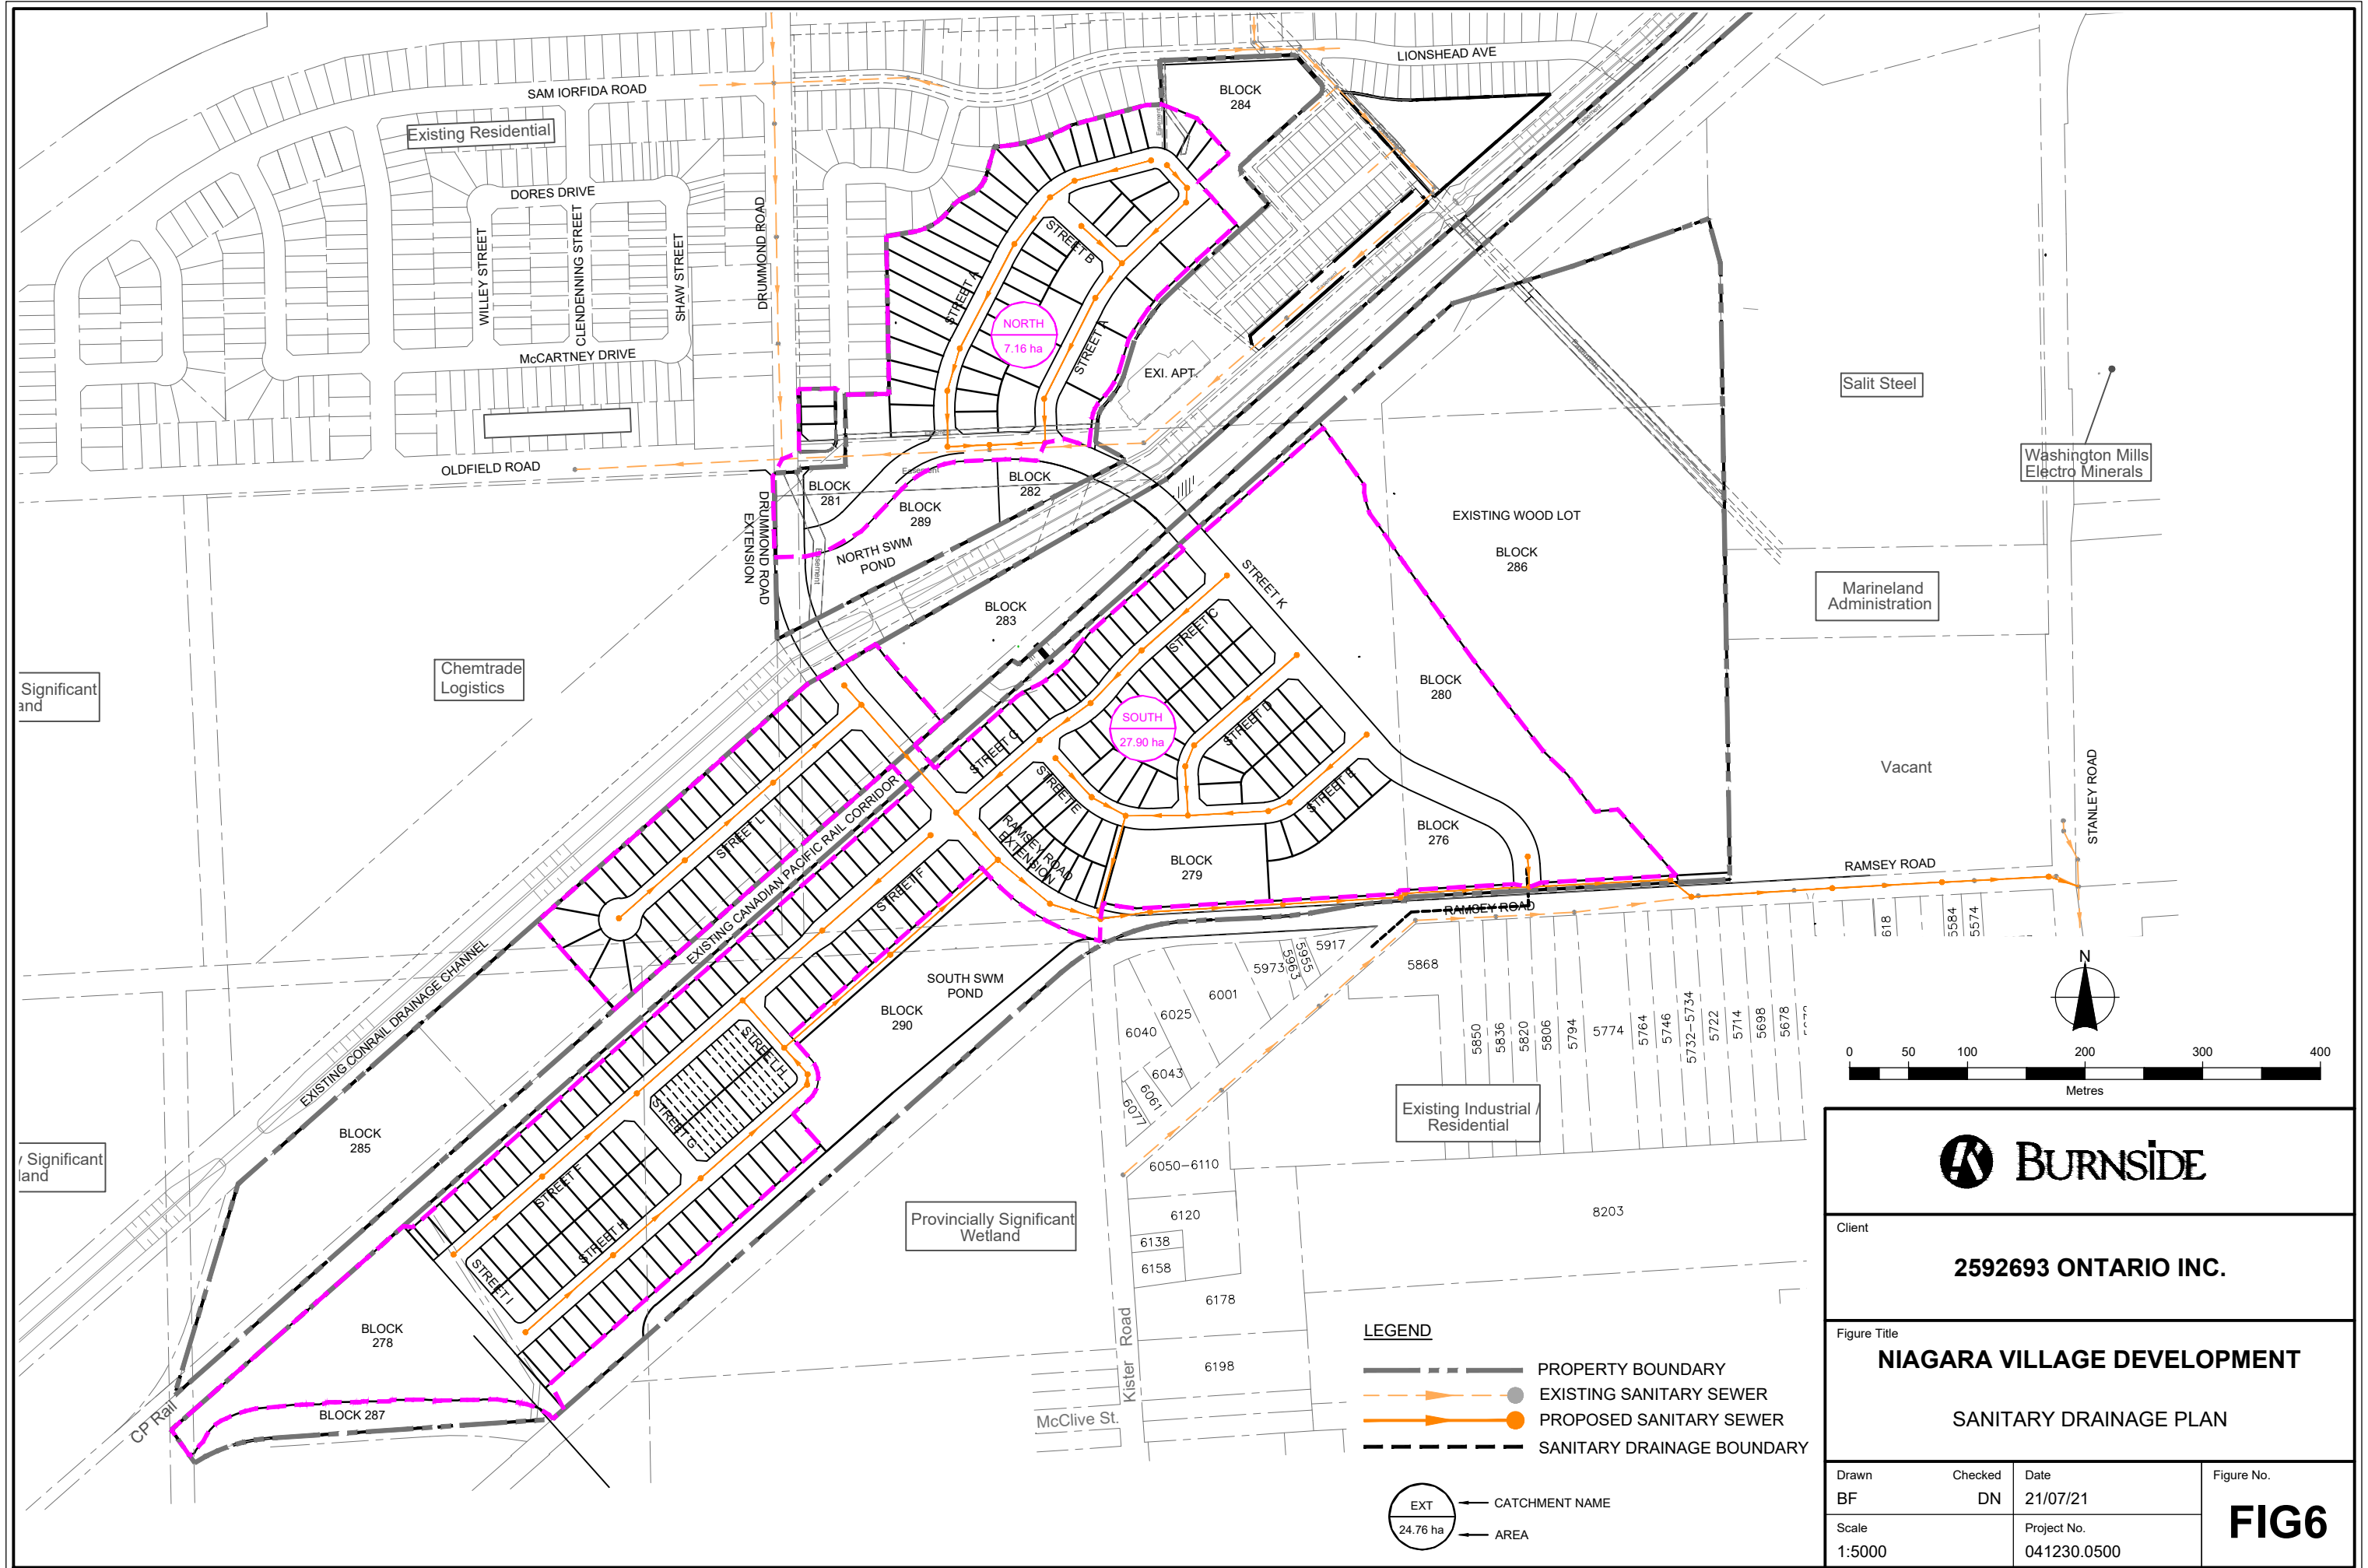 LIONSHEAD AVE
SAM IORFIDA ROAD
BLOCK
284
Existing Residential
Easement
Easement
DORES DRIVE
WILLEY STREET
CLENDENNING STREET
SHAW STREET
DRUMMOND ROAD
STREET B
STREET A
STREET A
NORTH
7.16 ha
Easement
McCARTNEY DRIVE
EXI. APT.
Salit Steel
Washington Mills
Electro Minerals
OLDFIELD ROAD
Easement
BLOCK
281
BLOCK
282
BLOCK
289
DRUMMOND ROAD
EXTENSION
Easement
NORTH SWM
POND
EXISTING WOOD LOT
BLOCK
286
STREET K
Marineland
Administration
BLOCK
283
STREET C
Chemtrade
Logistics
Significant
and
BLOCK
280
SOUTH
27.90 ha
STREET D
STREET C
STREET E
STREET E
Vacant
STANLEY ROAD
STREET L
EXISTING CANADIAN PACIFIC RAIL CORRIDOR
RAMSEY ROAD
EXTENSION
BLOCK
276
BLOCK
279
RAMSEY ROAD
STREET F
RAMSEY ROAD
618
5584
5574
5917
5955
5963
5973
5868
EXISTING CONRAIL DRAINAGE CHANNEL
SOUTH SWM
POND
BLOCK
290
6001
6025
6040
6043
6061
6077
5850
5836
5820
5806
5794
5774
5764
5746
5732-5734
5722
5714
5698
5678
N
0 50 100 200 300 400
Metres
STREET H
STREET G
BLOCK
285
Existing Industrial /
Residential
Significant
land
6050-6110
STREET F
STREET H
STREET I
Provincially Significant
Wetland
6120
6138
6158
8203
6178
6198
BLOCK
278
BLOCK 287
CP Rail
Kister Road
McClive St.
LEGEND
PROPERTY BOUNDARY
EXISTING SANITARY SEWER
PROPOSED SANITARY SEWER
SANITARY DRAINAGE BOUNDARY
EXT
24.76 ha
CATCHMENT NAME
AREA
BURNSIDE
Client
2592693 ONTARIO INC.
Figure Title
NIAGARA VILLAGE DEVELOPMENT
SANITARY DRAINAGE PLAN
Drawn Checked Date Figure No.
BF DN 21/07/21
FIG6
Scale Project No.
1:5000 041230.0500